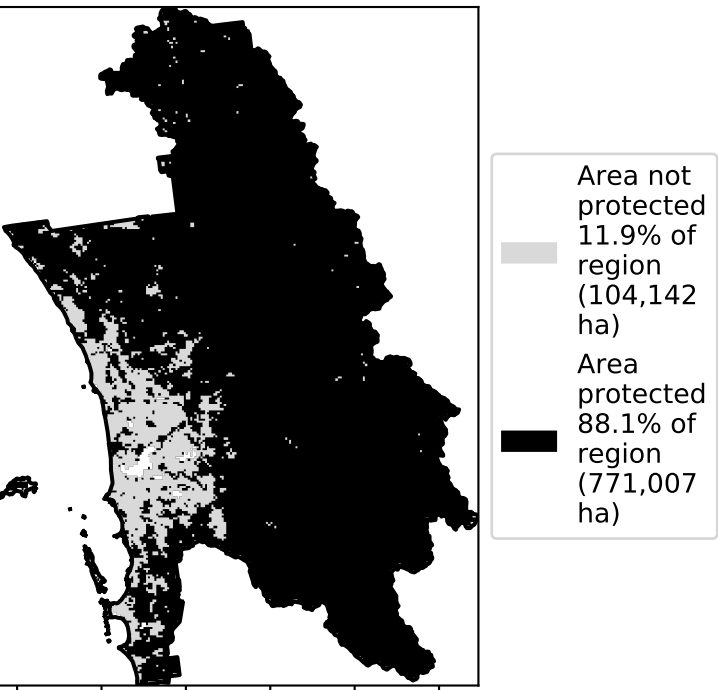 Area not
protected
11.9% of
region
(104,142
ha)
Area
protected
88.1% of
region
(771,007
ha)